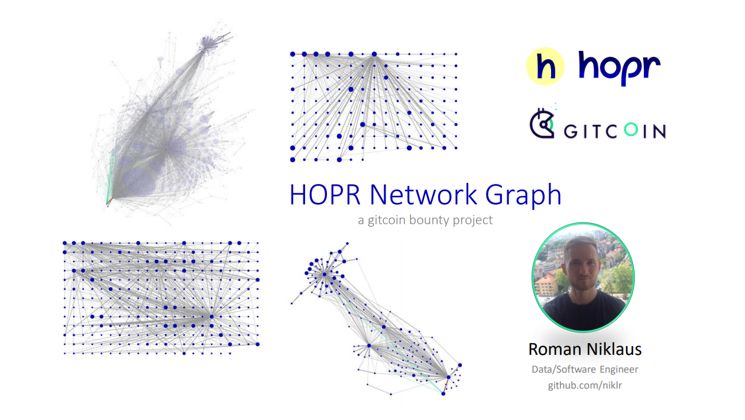 h hopr
GITCOIN
HOPR Network Graph
a gitcoin bounty project
Roman Niklaus
Data/Software Engineer
github.com/niklr